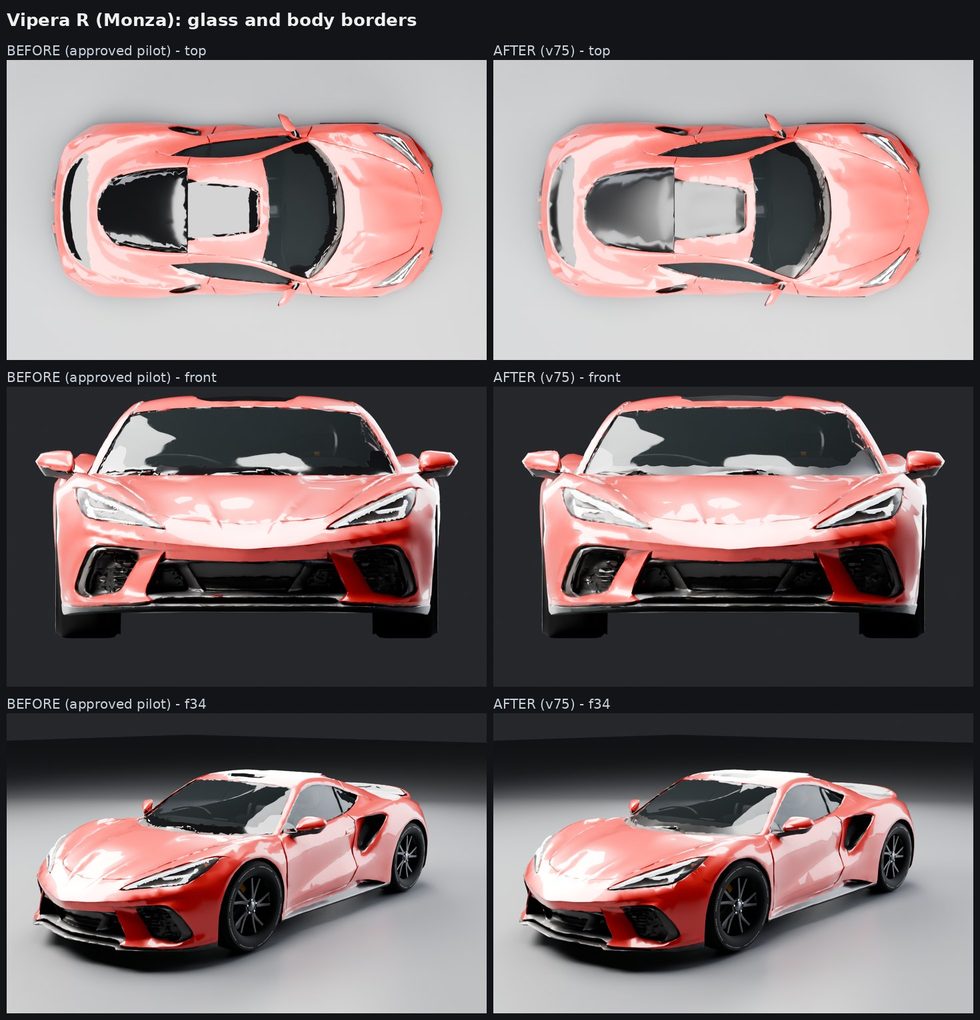 Vipera R (Monza): glass and body borders
BEFORE (approved pilot) - top
AFTER (v75) - top
BEFORE (approved pilot) - front
AFTER (v75) - front
BEFORE (approved pilot) - f34
AFTER (v75) - f34